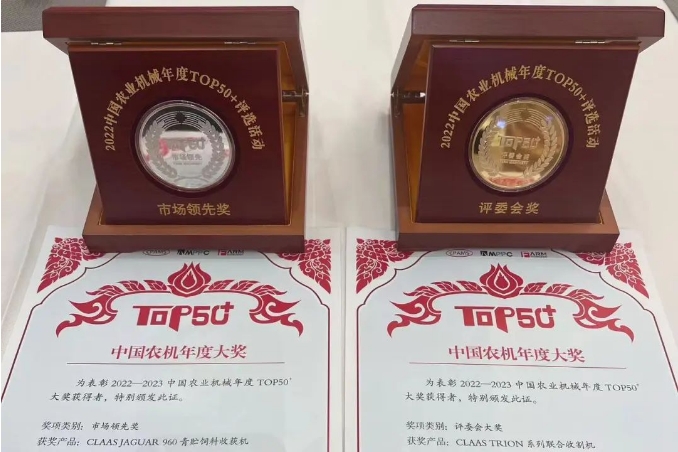 2022中国农业机械年度TOP50+评选活动
TOP50+
市场领先
市场领先奖
2022中国农业机械年度TOP50+评选活动
TOP50+
评委会奖
TOP50+
中国农机年度大奖
为表彰 2022—2023 中国农业机械年度 TOP50+
大奖获得者，特别颁发此证。
奖项类别：市场领先奖
获奖产品：CLAAS JAGUAR 960 青贮饲料收获机
TOP50+
中国农机年度大奖
为表彰 2022—2023 中国农业机械年度 TOP50+
大奖获得者，特别颁发此证。
奖项类别：评委会大奖
获奖产品：CLAAS TRION 系列联合收割机